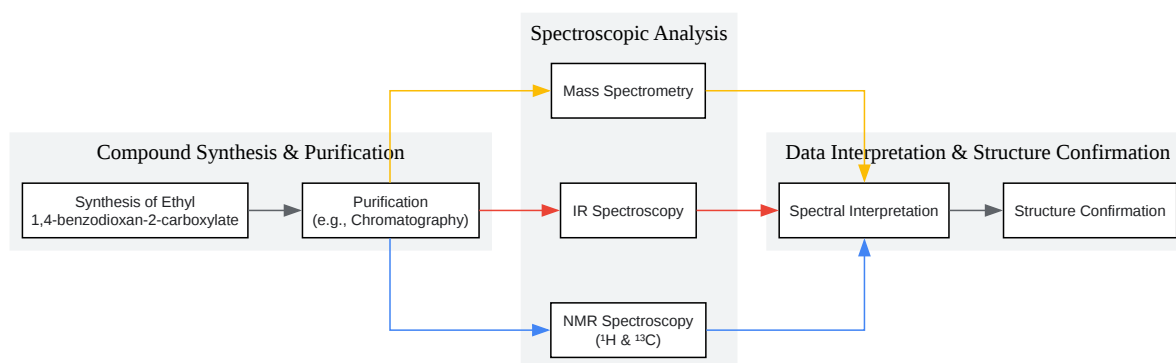 Spectroscopic Analysis
Mass Spectrometry
Compound Synthesis & Purification
Data Interpretation & Structure Confirmation
Synthesis of Ethyl
1,4-benzodioxan-2-carboxylate
Purification
(e.g., Chromatography)
IR Spectroscopy
Spectral Interpretation
Structure Confirmation
NMR Spectroscopy
(¹H & ¹³C)